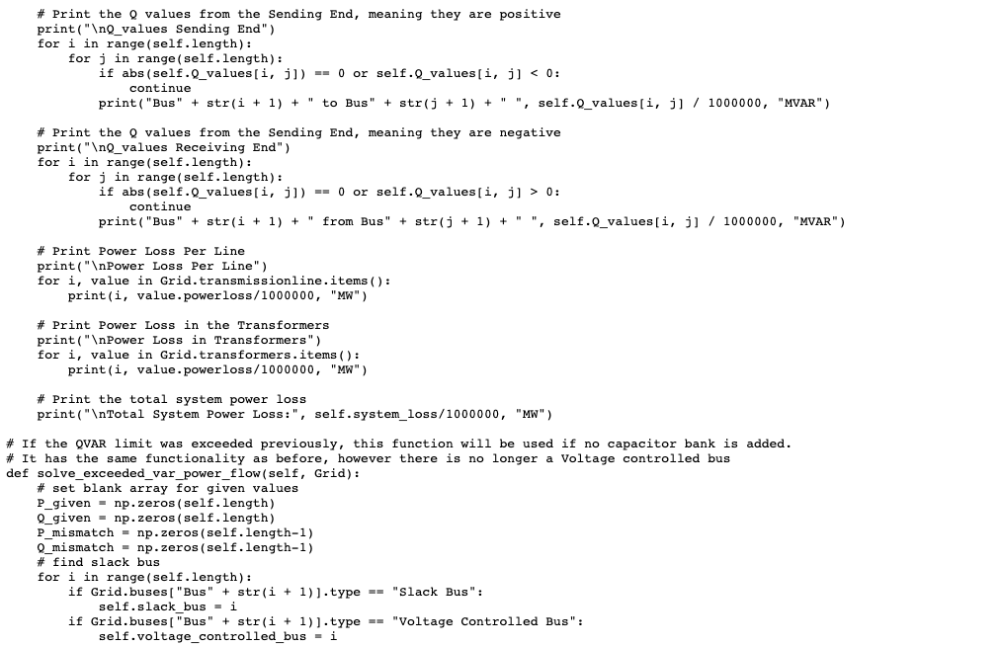 # Print the Q values from the Sending End, meaning they are positive
    print("\nQ_values Sending End")
    for i in range(self.length):
        for j in range(self.length):
            if abs(self.Q_values[i, j]) == 0 or self.Q_values[i, j] < 0:
                continue
            print("Bus" + str(i + 1) + " to Bus" + str(j + 1) + " ", self.Q_values[i, j] / 1000000, "MVAR")

    # Print the Q values from the Sending End, meaning they are negative
    print("\nQ_values Receiving End")
    for i in range(self.length):
        for j in range(self.length):
            if abs(self.Q_values[i, j]) == 0 or self.Q_values[i, j] > 0:
                continue
            print("Bus" + str(i + 1) + " from Bus" + str(j + 1) + " ", self.Q_values[i, j] / 1000000, "MVAR")

    # Print Power Loss Per Line
    print("\nPower Loss Per Line")
    for i, value in Grid.transmissionline.items():
        print(i, value.powerloss/1000000, "MW")

    # Print Power Loss in the Transformers
    print("\nPower Loss in Transformers")
    for i, value in Grid.transformers.items():
        print(i, value.powerloss/1000000, "MW")

    # Print the total system power loss
    print("\nTotal System Power Loss:", self.system_loss/1000000, "MW")

# If the QVAR limit was exceeded previously, this function will be used if no capacitor bank is added.
# It has the same functionality as before, however there is no longer a Voltage controlled bus
def solve_exceeded_var_power_flow(self, Grid):
    # set blank array for given values
    P_given = np.zeros(self.length)
    Q_given = np.zeros(self.length)
    P_mismatch = np.zeros(self.length-1)
    Q_mismatch = np.zeros(self.length-1)
    # find slack bus
    for i in range(self.length):
        if Grid.buses["Bus" + str(i + 1)].type == "Slack Bus":
            self.slack_bus = i
        if Grid.buses["Bus" + str(i + 1)].type == "Voltage Controlled Bus":
            self.voltage_controlled_bus = i